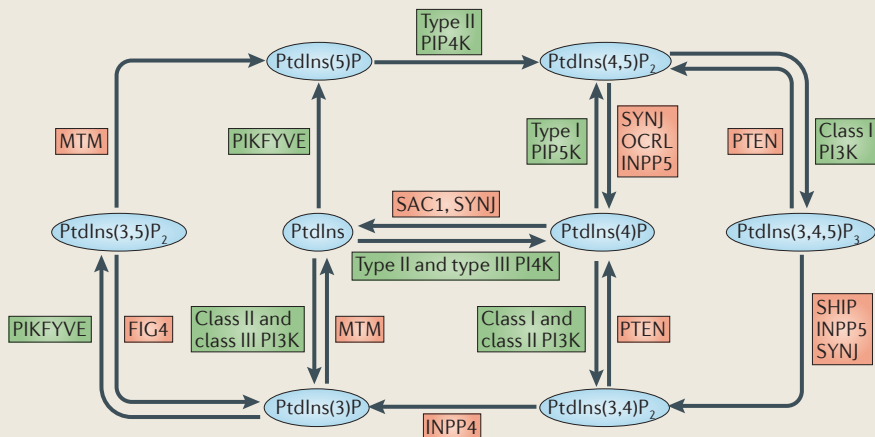 Type II
PIP4K
PtdIns(5)P
PtdIns(4,5)P₂
MTM
PIKFYVE
Type I
PIP5K
SYNJ
OCRL
INPP5
PTEN
Class I
PI3K
SAC1, SYNJ
PtdIns(3,5)P₂
PtdIns
PtdIns(4)P
PtdIns(3,4,5)P₃
Type II and type III PI4K
PIKFYVE
FIG4
Class II and
class III PI3K
MTM
Class I and
class II PI3K
PTEN
SHIP
INPP5
SYNJ
PtdIns(3)P
PtdIns(3,4)P₂
INPP4